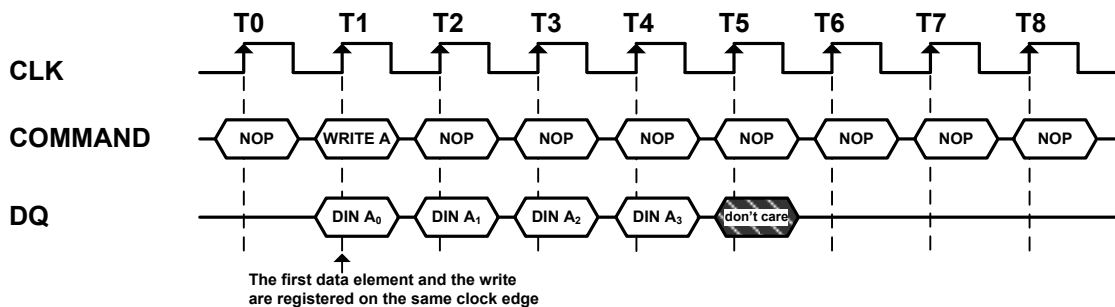 T0 T1 T2 T3 T4 T5 T6 T7 T8
CLK
COMMAND NOP WRITE A NOP NOP NOP NOP NOP NOP NOP
DQ DIN A₀ DIN A₁ DIN A₂ DIN A₃ don't care
The first data element and the write
are registered on the same clock edge